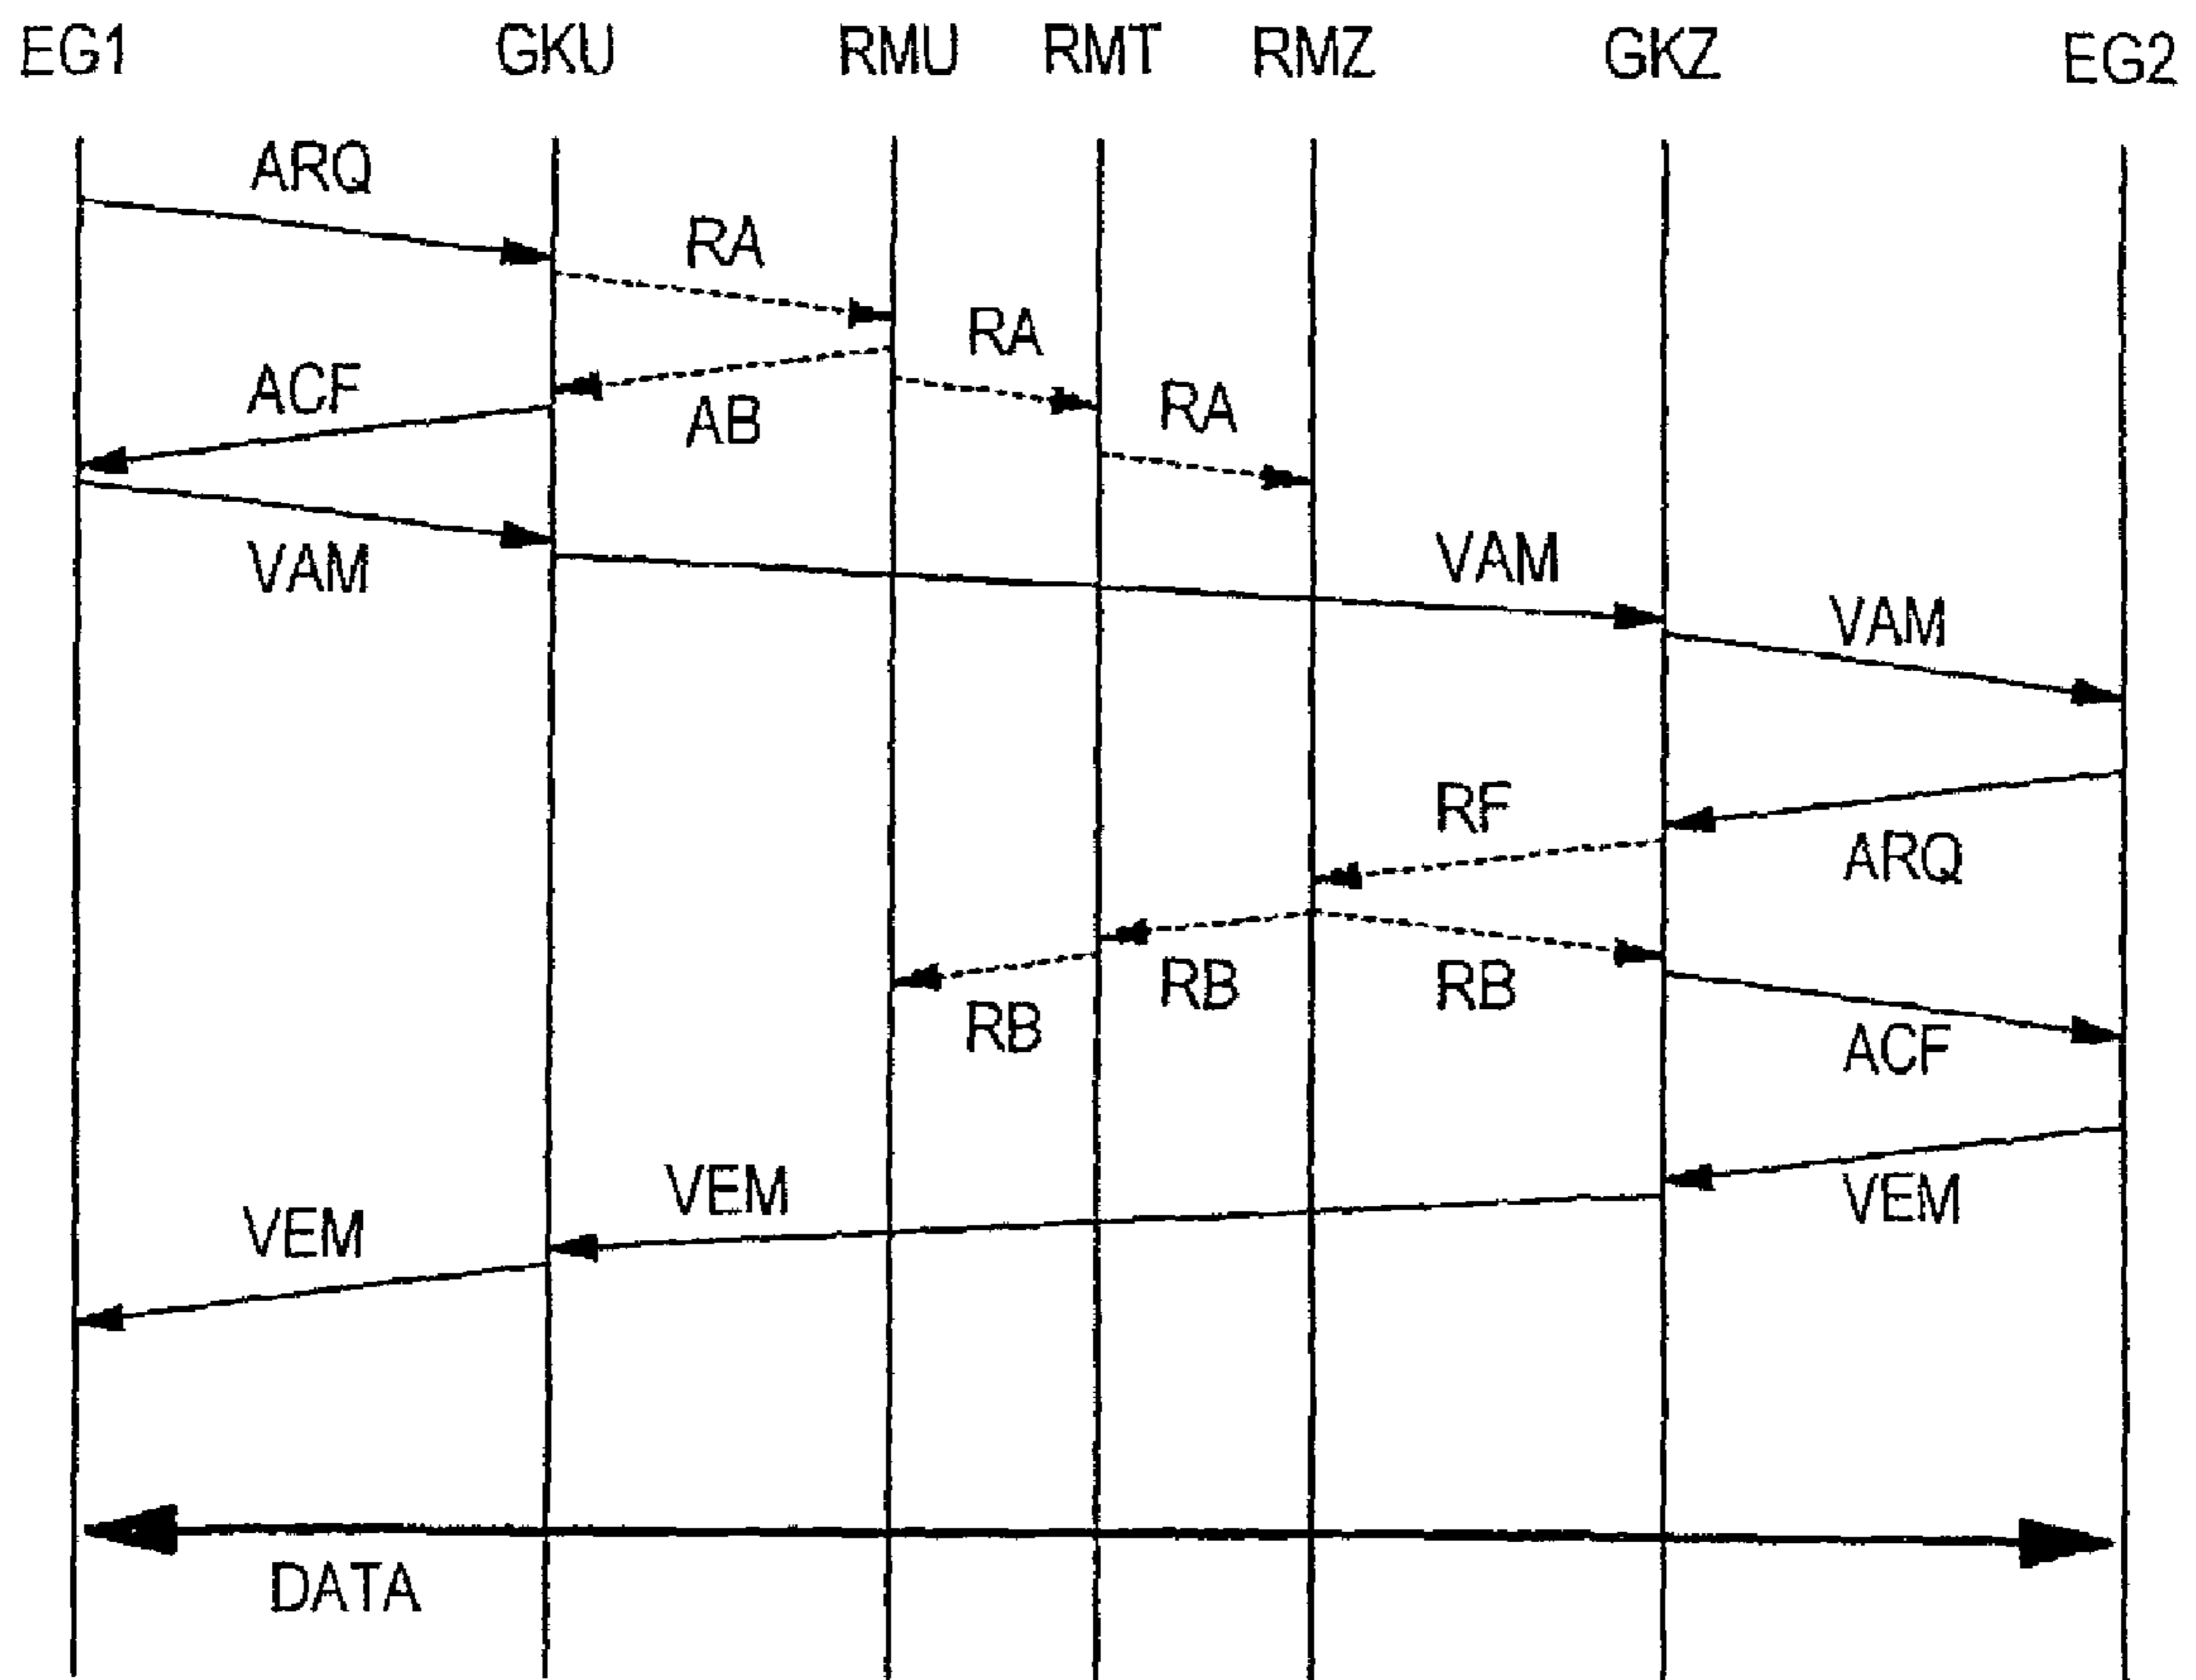 EG1 GKU RMU RMT RMZ GKZ EG2
ARQ
RA
RA
ACF
RA
AB
VAM
VAM
VAM
RF
ARQ
RB
RB
RB
ACF
VEM
VEM
VEM
DATA